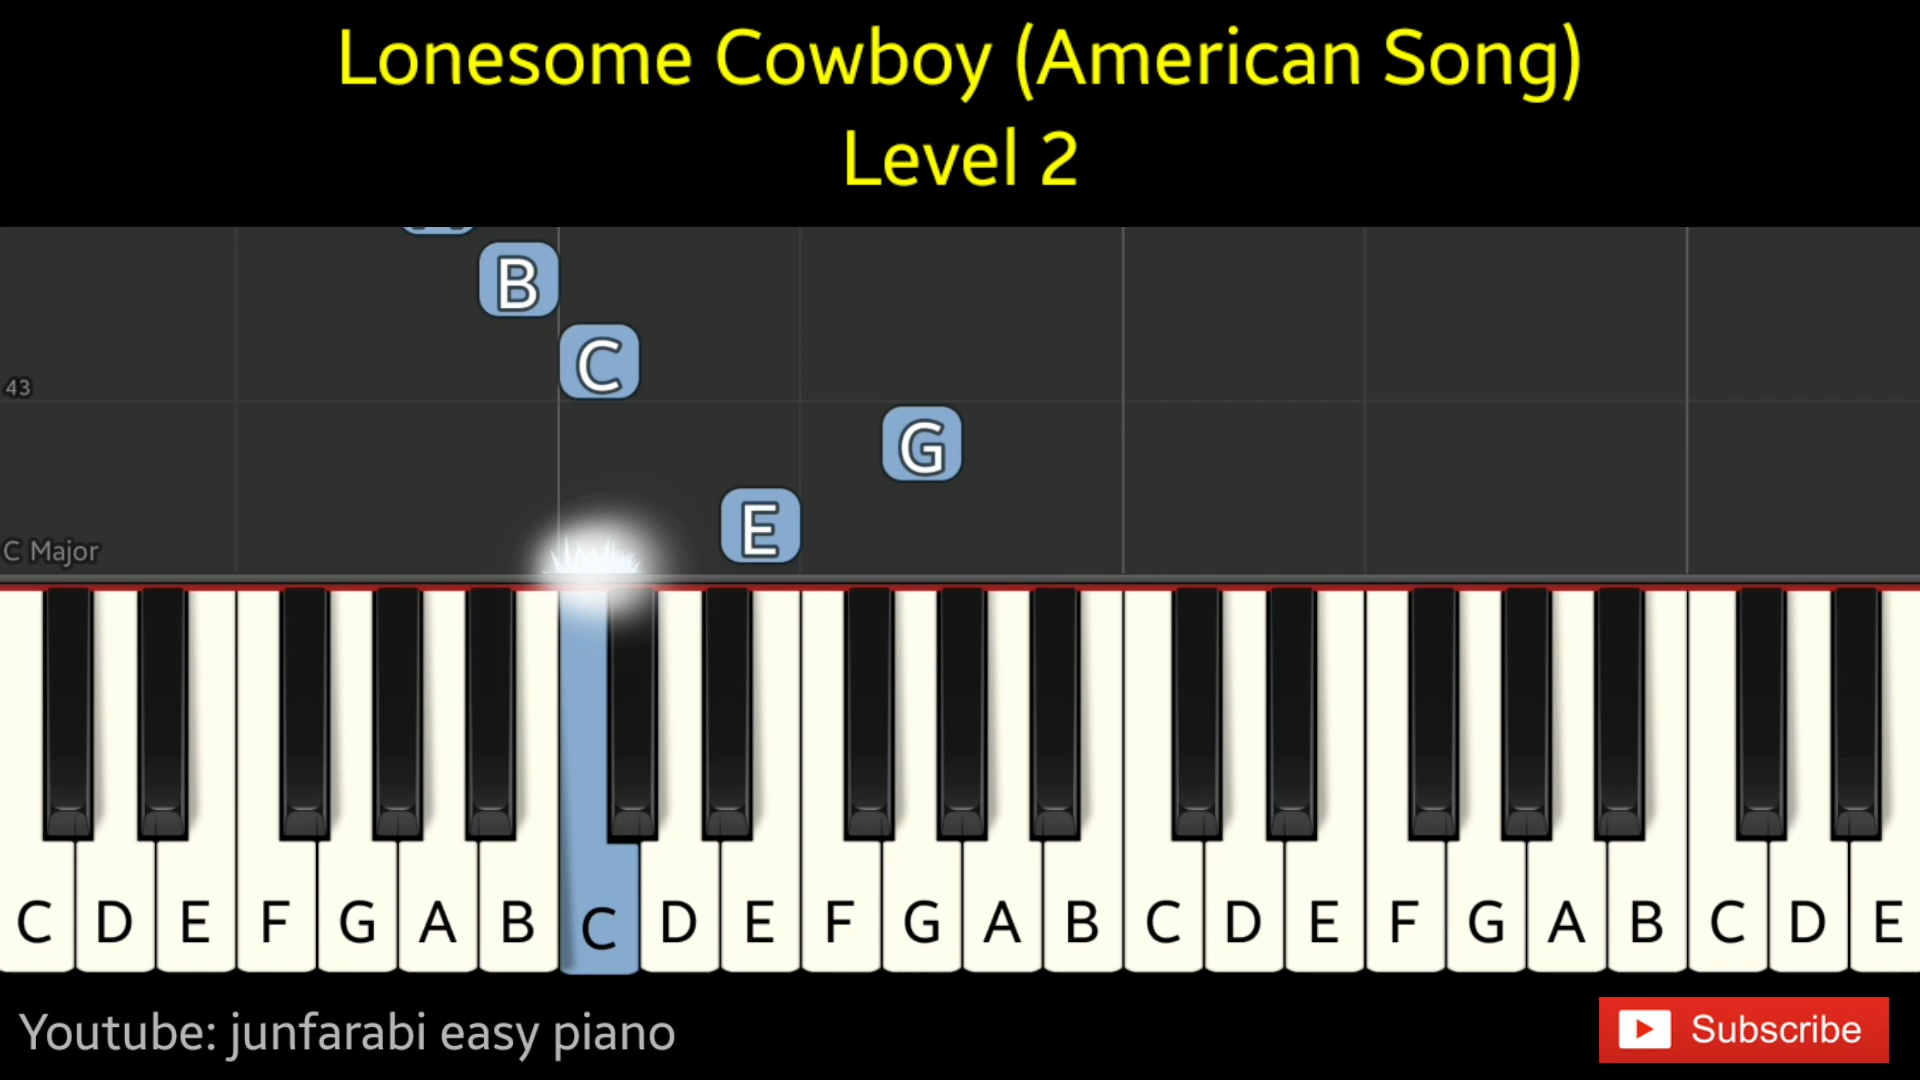 Lonesome Cowboy (American Song)
Level 2
B
C
43
G
E
C Major
C D E F G A B C D E F G A B C D E F G A B C D E
Youtube: junfarabi easy piano
Subscribe